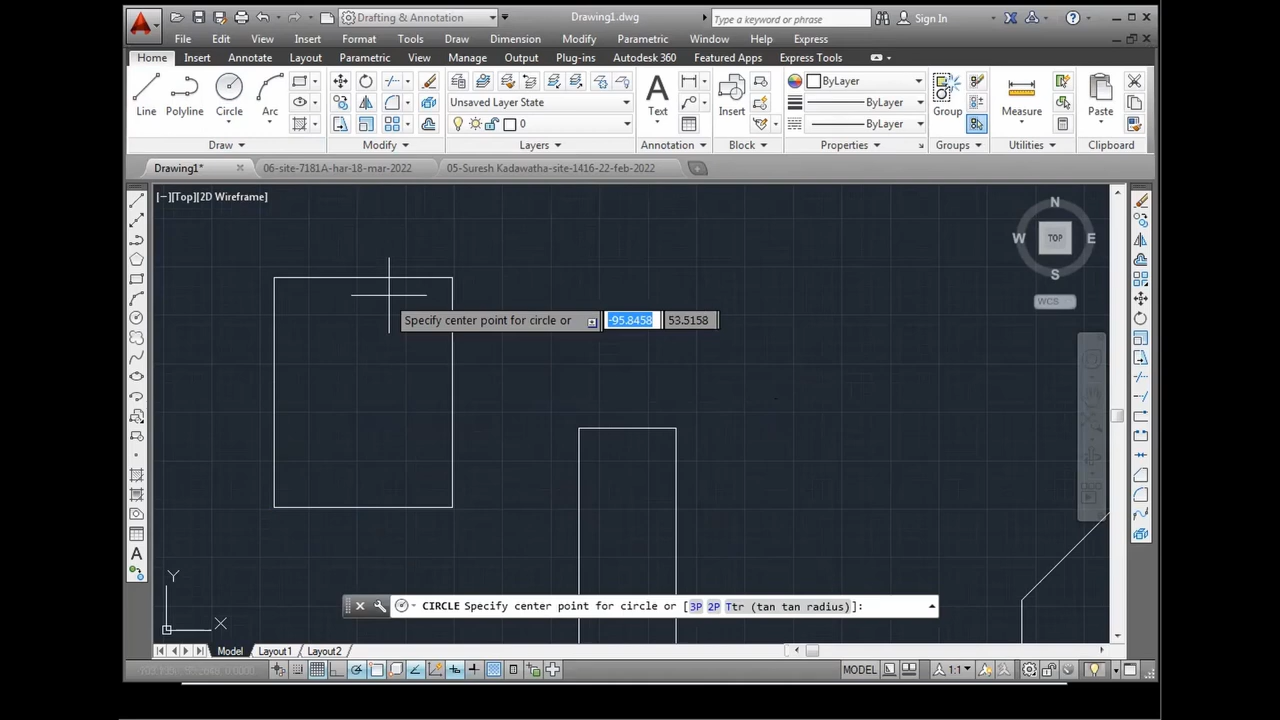 Drafting & Annotation
Drawing1.dwg
Type a keyword or phrase
Sign In
File Edit View Insert Format Tools Draw Dimension Modify Parametric Window Help Express
Home Insert Annotate Layout Parametric View Manage Output Plug-ins Autodesk 360 Featured Apps Express Tools
Line Polyline Circle Arc
Unsaved Layer State
0
A
Text
Insert
ByLayer
ByLayer
ByLayer
Group
Measure
Paste
Draw Modify Layers Annotation Block Properties Groups Utilities Clipboard
Drawing1* 06-site-7181A-har-18-mar-2022 05-Suresh Kadawatha-site-1416-22-feb-2022
[−][Top][2D Wireframe]
N
W TOP E
S
WCS
Specify center point for circle or -95.8458 53.5158
A
Y
X
CIRCLE Specify center point for circle or [3P 2P Ttr (tan tan radius)]:
Model Layout1 Layout2
MODEL 1:1